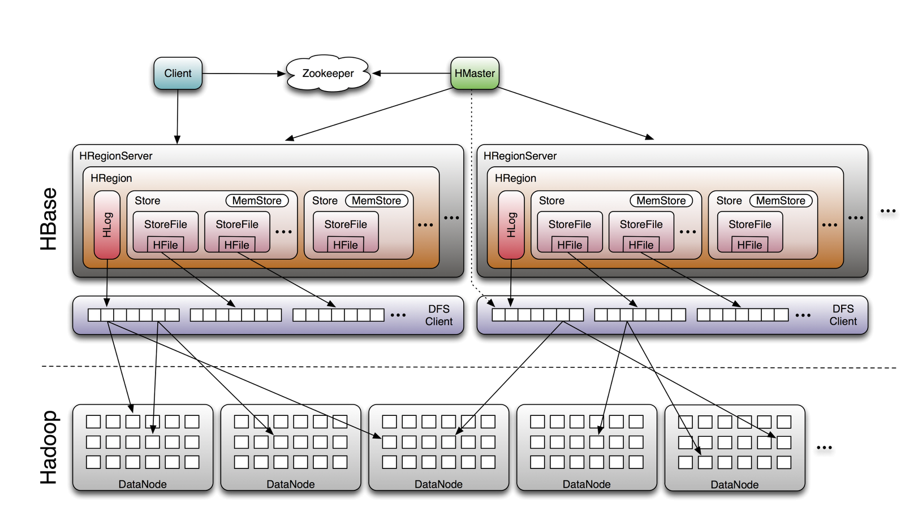 Client
Zookeeper
HMaster
HBase
HRegionServer
HRegion
HLog
Store
MemStore
StoreFile
HFile
StoreFile
HFile
...
Store
MemStore
StoreFile
HFile
...
...
HRegionServer
HRegion
HLog
Store
MemStore
StoreFile
HFile
StoreFile
HFile
...
Store
MemStore
StoreFile
HFile
...
...
...
... DFS
Client
... DFS
Client
Hadoop
DataNode
DataNode
DataNode
DataNode
DataNode
...